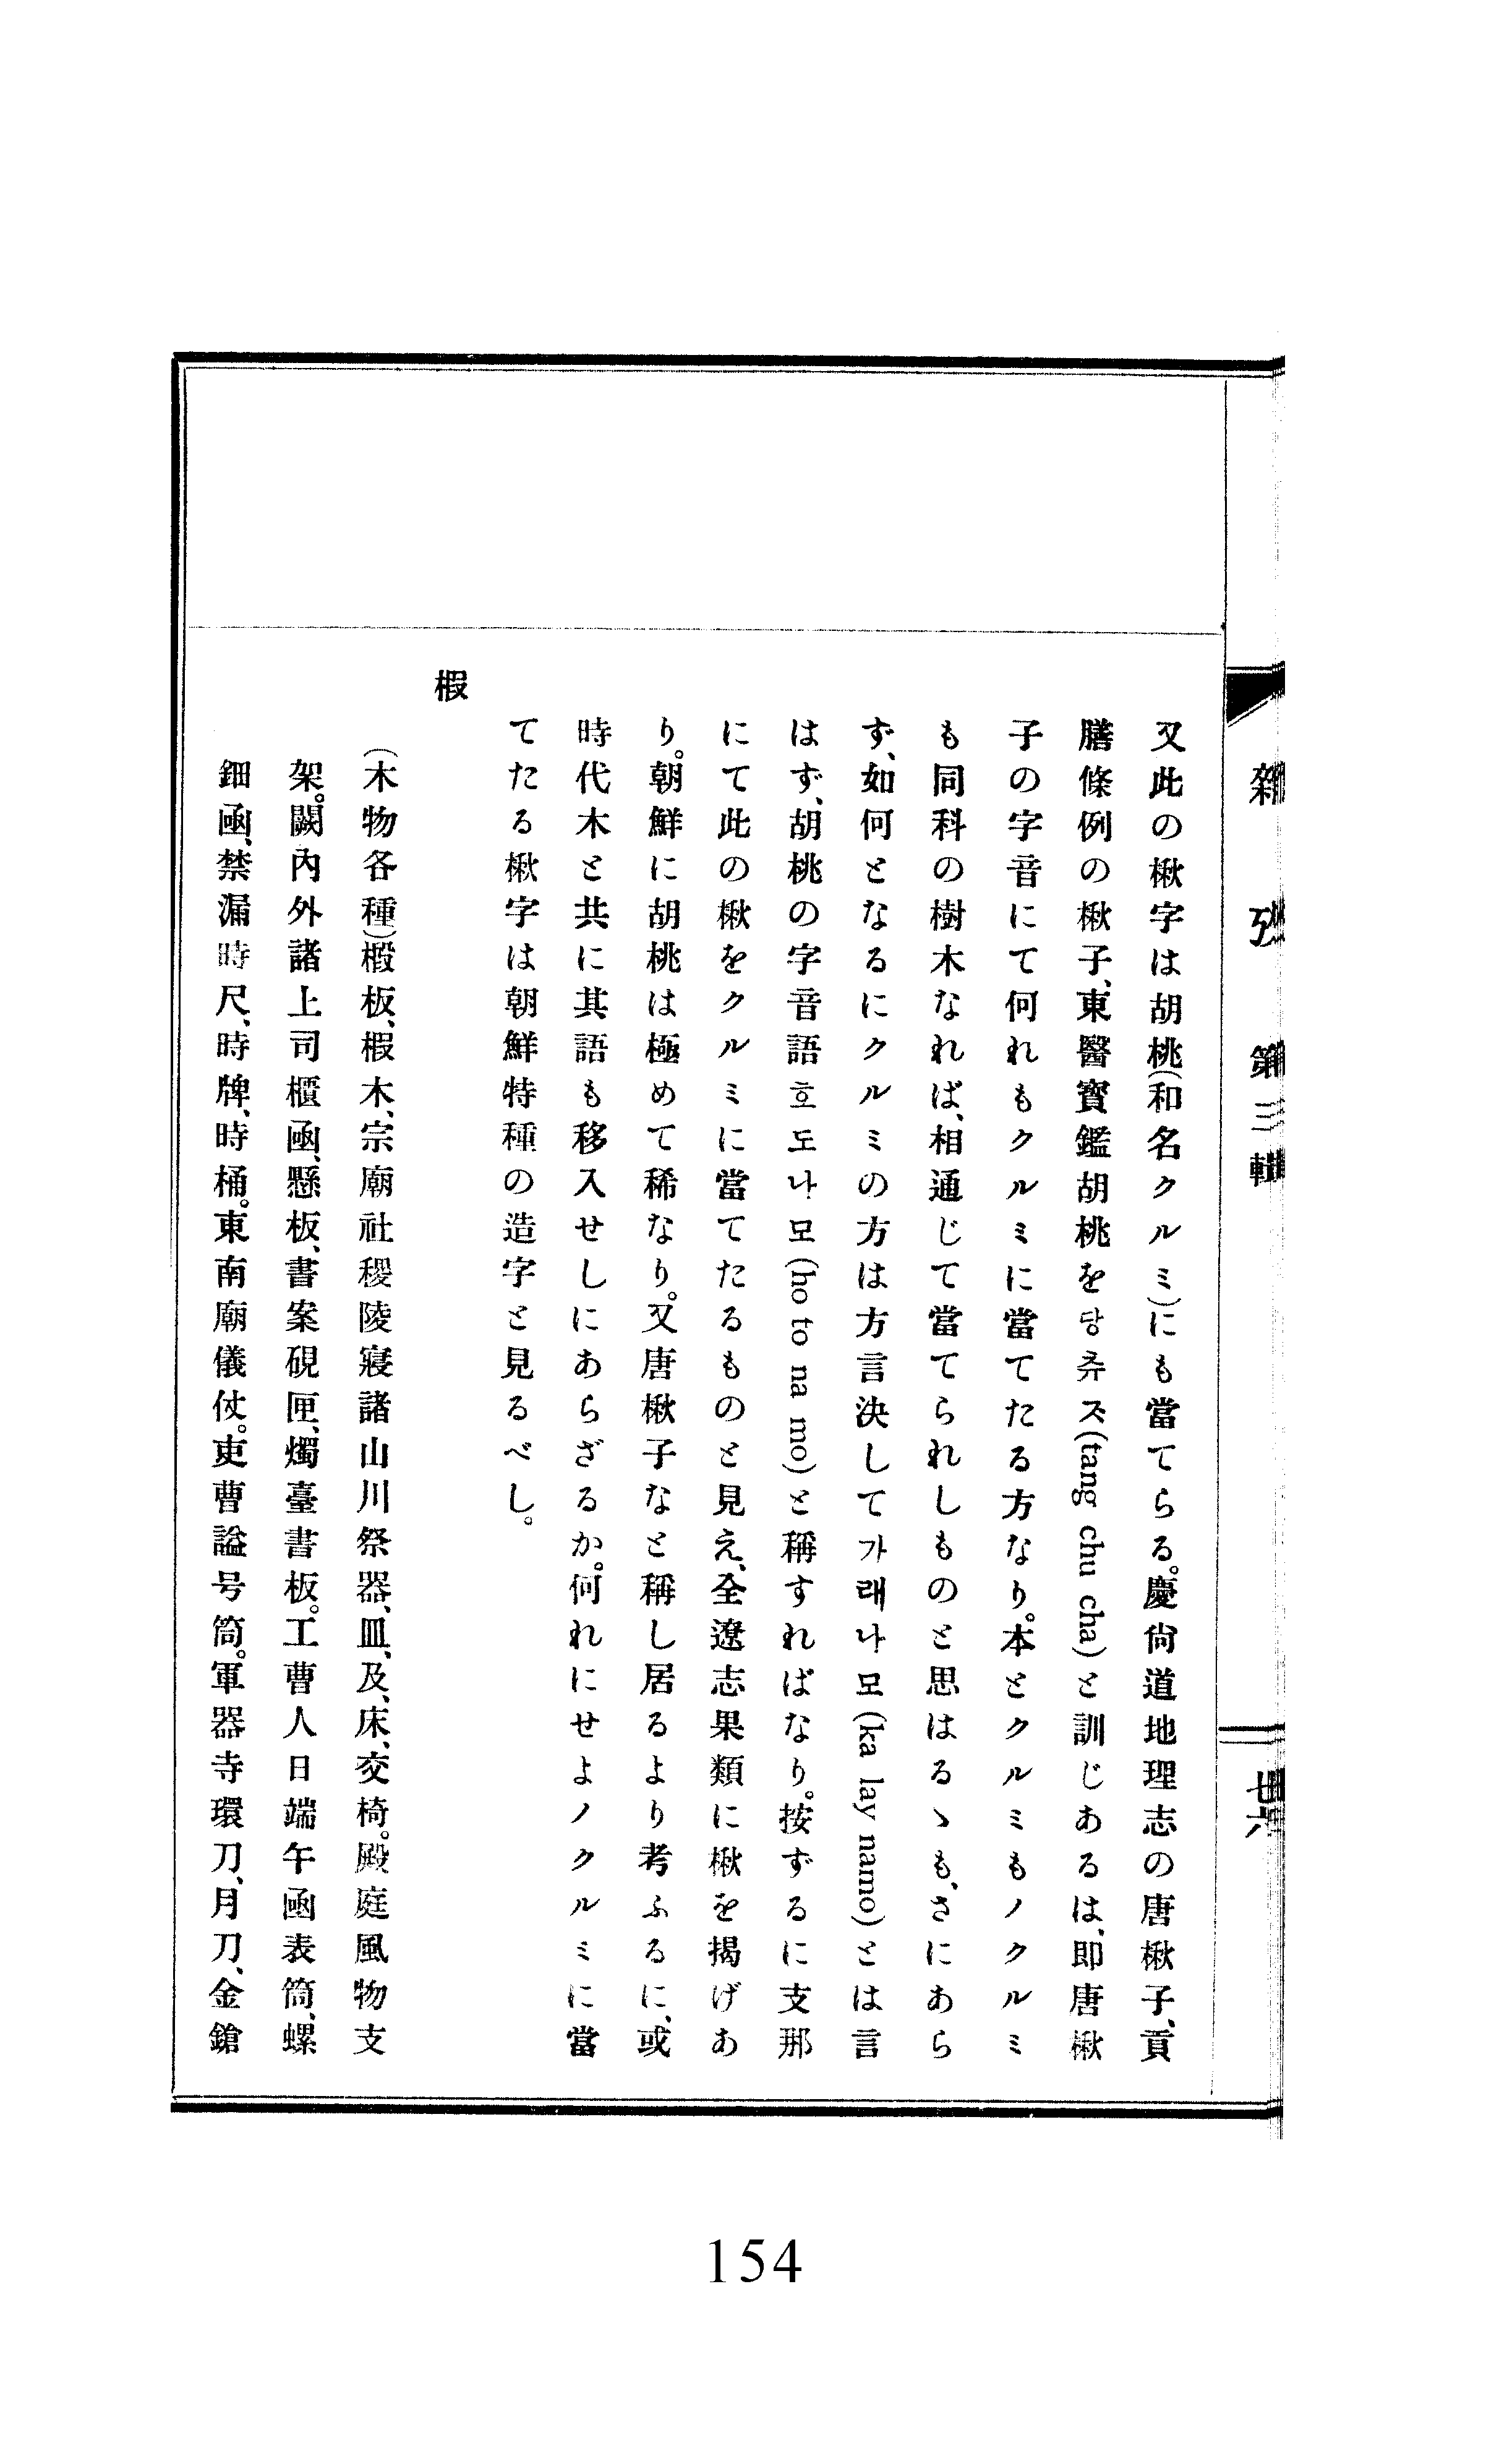 雜攷 第三輯
廿六
又此の楸字は胡桃(和名クルミ)にも當てらる。慶尙道地理志の唐楸子、貢
膳條例の楸子、東醫寶鑑胡桃を당츄ᄌᆞ(tang chu cha)と訓じあるは、卽唐楸
子の字音にて何れもクルミに當てたる方なり。本とクルミもノクルミ
も同科の樹木なれば、相通じて當てられしものと思はるゝも、さにあら
ず、如何となるにクルミの方は方言決して가래나모(ka lay namo)とは言
はず、胡桃の字音語호도나모(ho to na mo)と稱すればなり。按ずるに支那
にて此の楸をクルミに當てたるものと見え、全遼志果類に楸を揭げあ
り。朝鮮に胡桃は極めて稀なり。又唐楸子なと稱し居るより考ふるに、或
時代木と共に其語も移入せしにあらざるか。何れにせよノクルミに當
てたる楸字は朝鮮特種の造字と見るべし。
椵
(木物各種)椵板、椵木、宗廟社稷陵寢諸山川祭器、皿、及、床、交椅。殿庭風物支
架。闕內外諸上司櫃函、懸板、書案硯匣、燭臺書板。工曹人日端午函表筒、螺
鈿函、禁漏時尺、時牌、時桶。東南廟儀仗。吏曹諡号筒。軍器寺環刀、月刀、金鎗
154